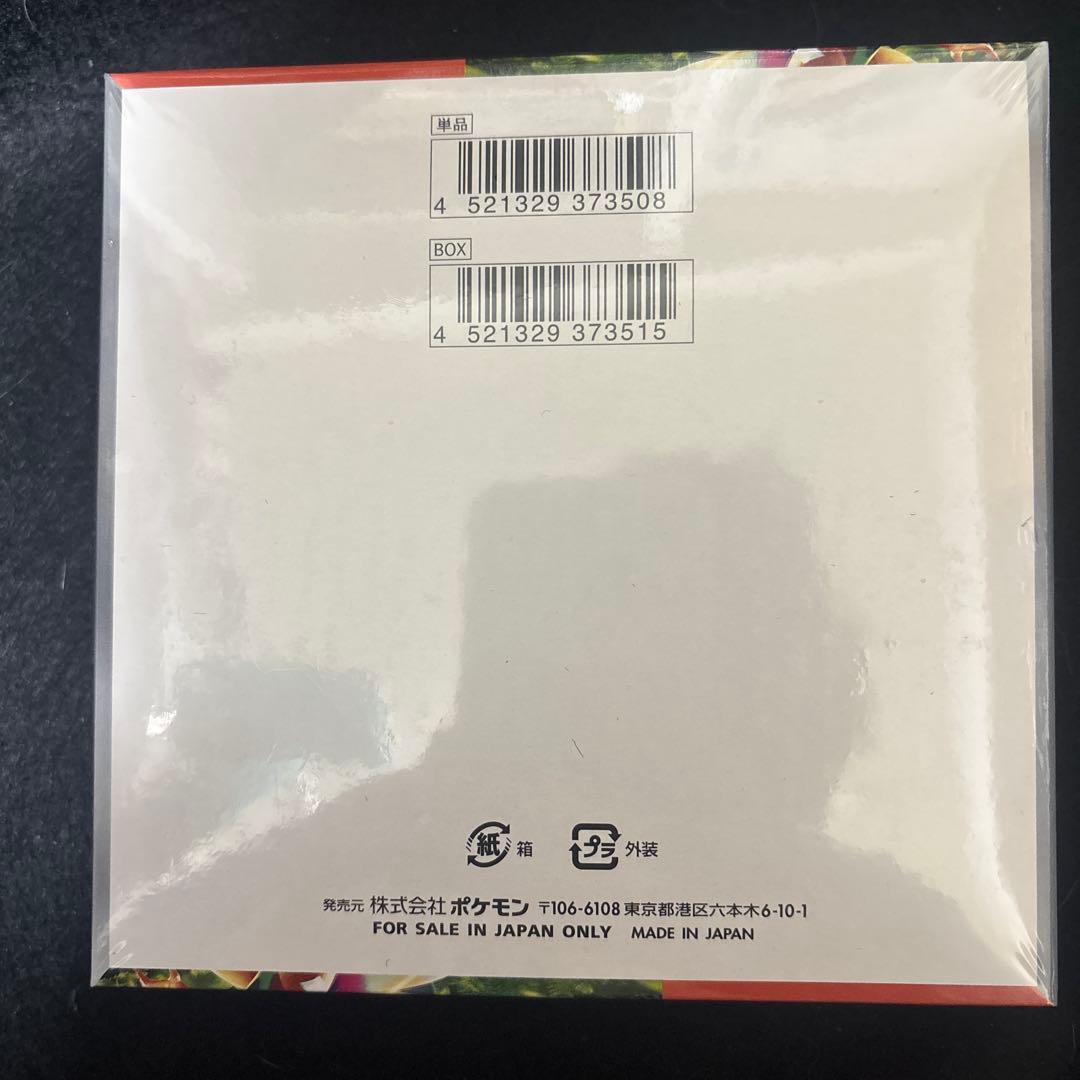 単品
4 521329 373508
BOX
4 521329 373515
紙 箱 プラ 外装
発売元 株式会社ポケモン 〒106-6108 東京都港区六本木6-10-1
FOR SALE IN JAPAN ONLY MADE IN JAPAN